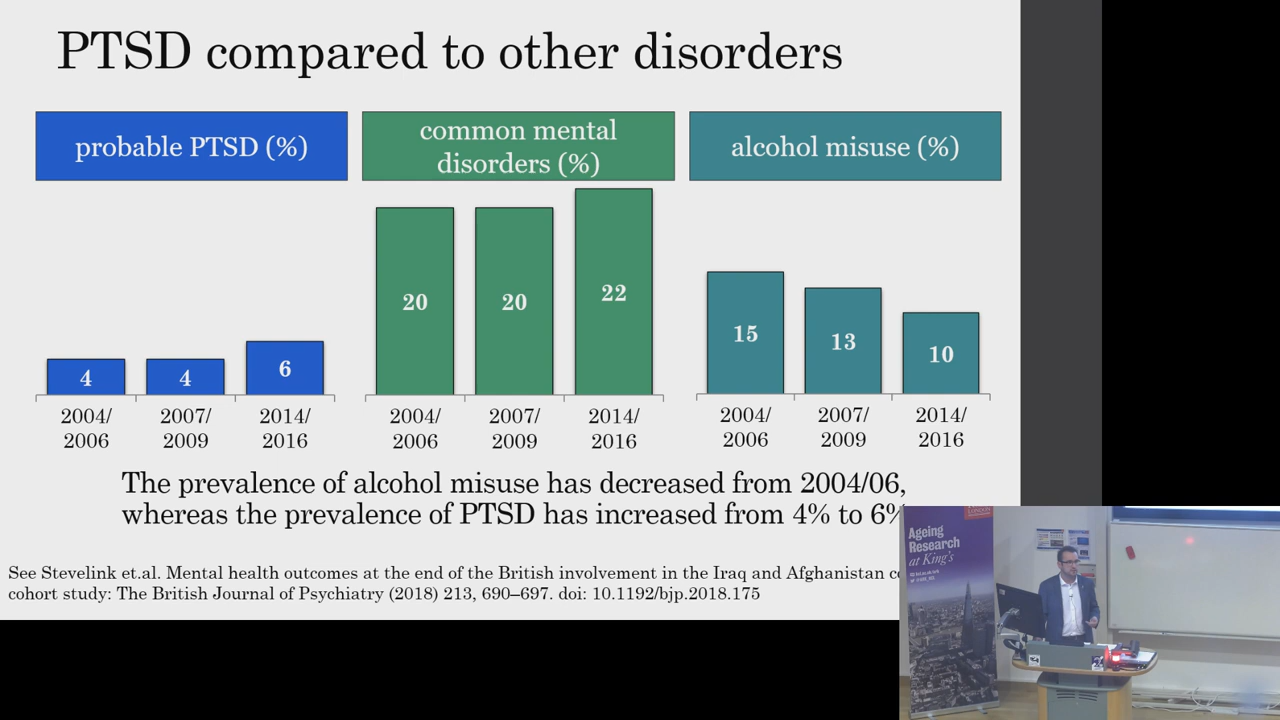 PTSD compared to other disorders
probable PTSD (%)
common mental
disorders (%)
alcohol misuse (%)
4
4
6
20
20
22
15
13
10
2004/
2006
2007/
2009
2014/
2016
2004/
2006
2007/
2009
2014/
2016
2004/
2006
2007/
2009
2014/
2016
The prevalence of alcohol misuse has decreased from 2004/06,
whereas the prevalence of PTSD has increased from 4% to 6%
See Stevelink et.al. Mental health outcomes at the end of the British involvement in the Iraq and Afghanistan
cohort study: The British Journal of Psychiatry (2018) 213, 690–697. doi: 10.1192/bjp.2018.175
LONDON
Ageing
Research
at King's